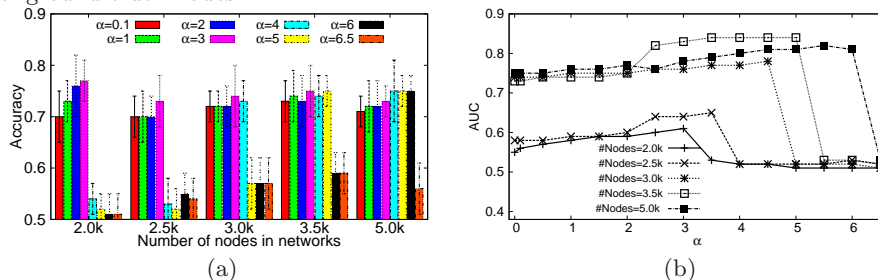 α=0.1 α=2 α=4 α=6
α=1 α=3 α=5 α=6.5
0.9
0.8
0.7
0.6
0.5
Accuracy
2.0k 2.5k 3.0k 3.5k 5.0k
Number of nodes in networks
(a)
0.9
0.8
0.7
0.6
0.5
0.4
AUC
#Nodes=2.0k
#Nodes=2.5k
#Nodes=3.0k
#Nodes=3.5k
#Nodes=5.0k
0 1 2 3 4 5 6
α
(b)